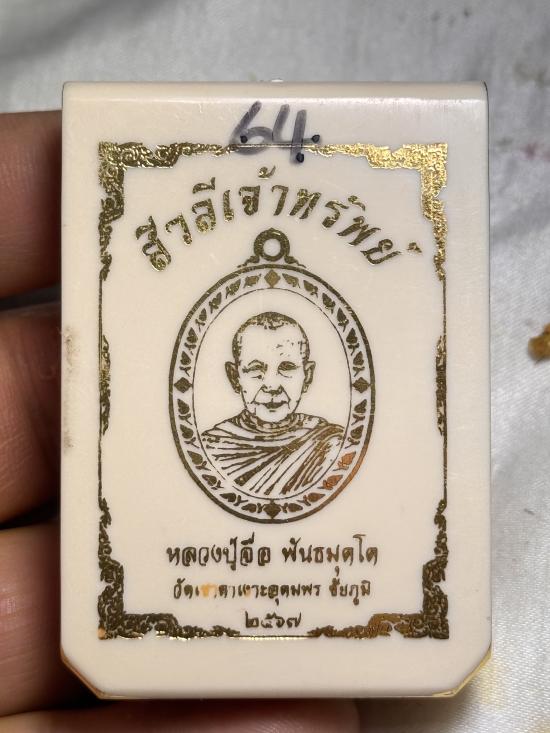 64
สิวลีเจ้าทรัพย์
หลวงปู่อือ พันธมุตโต
วัดเขาตาเงาะอุดมพร ชัยภูมิ
๒๕๖๗